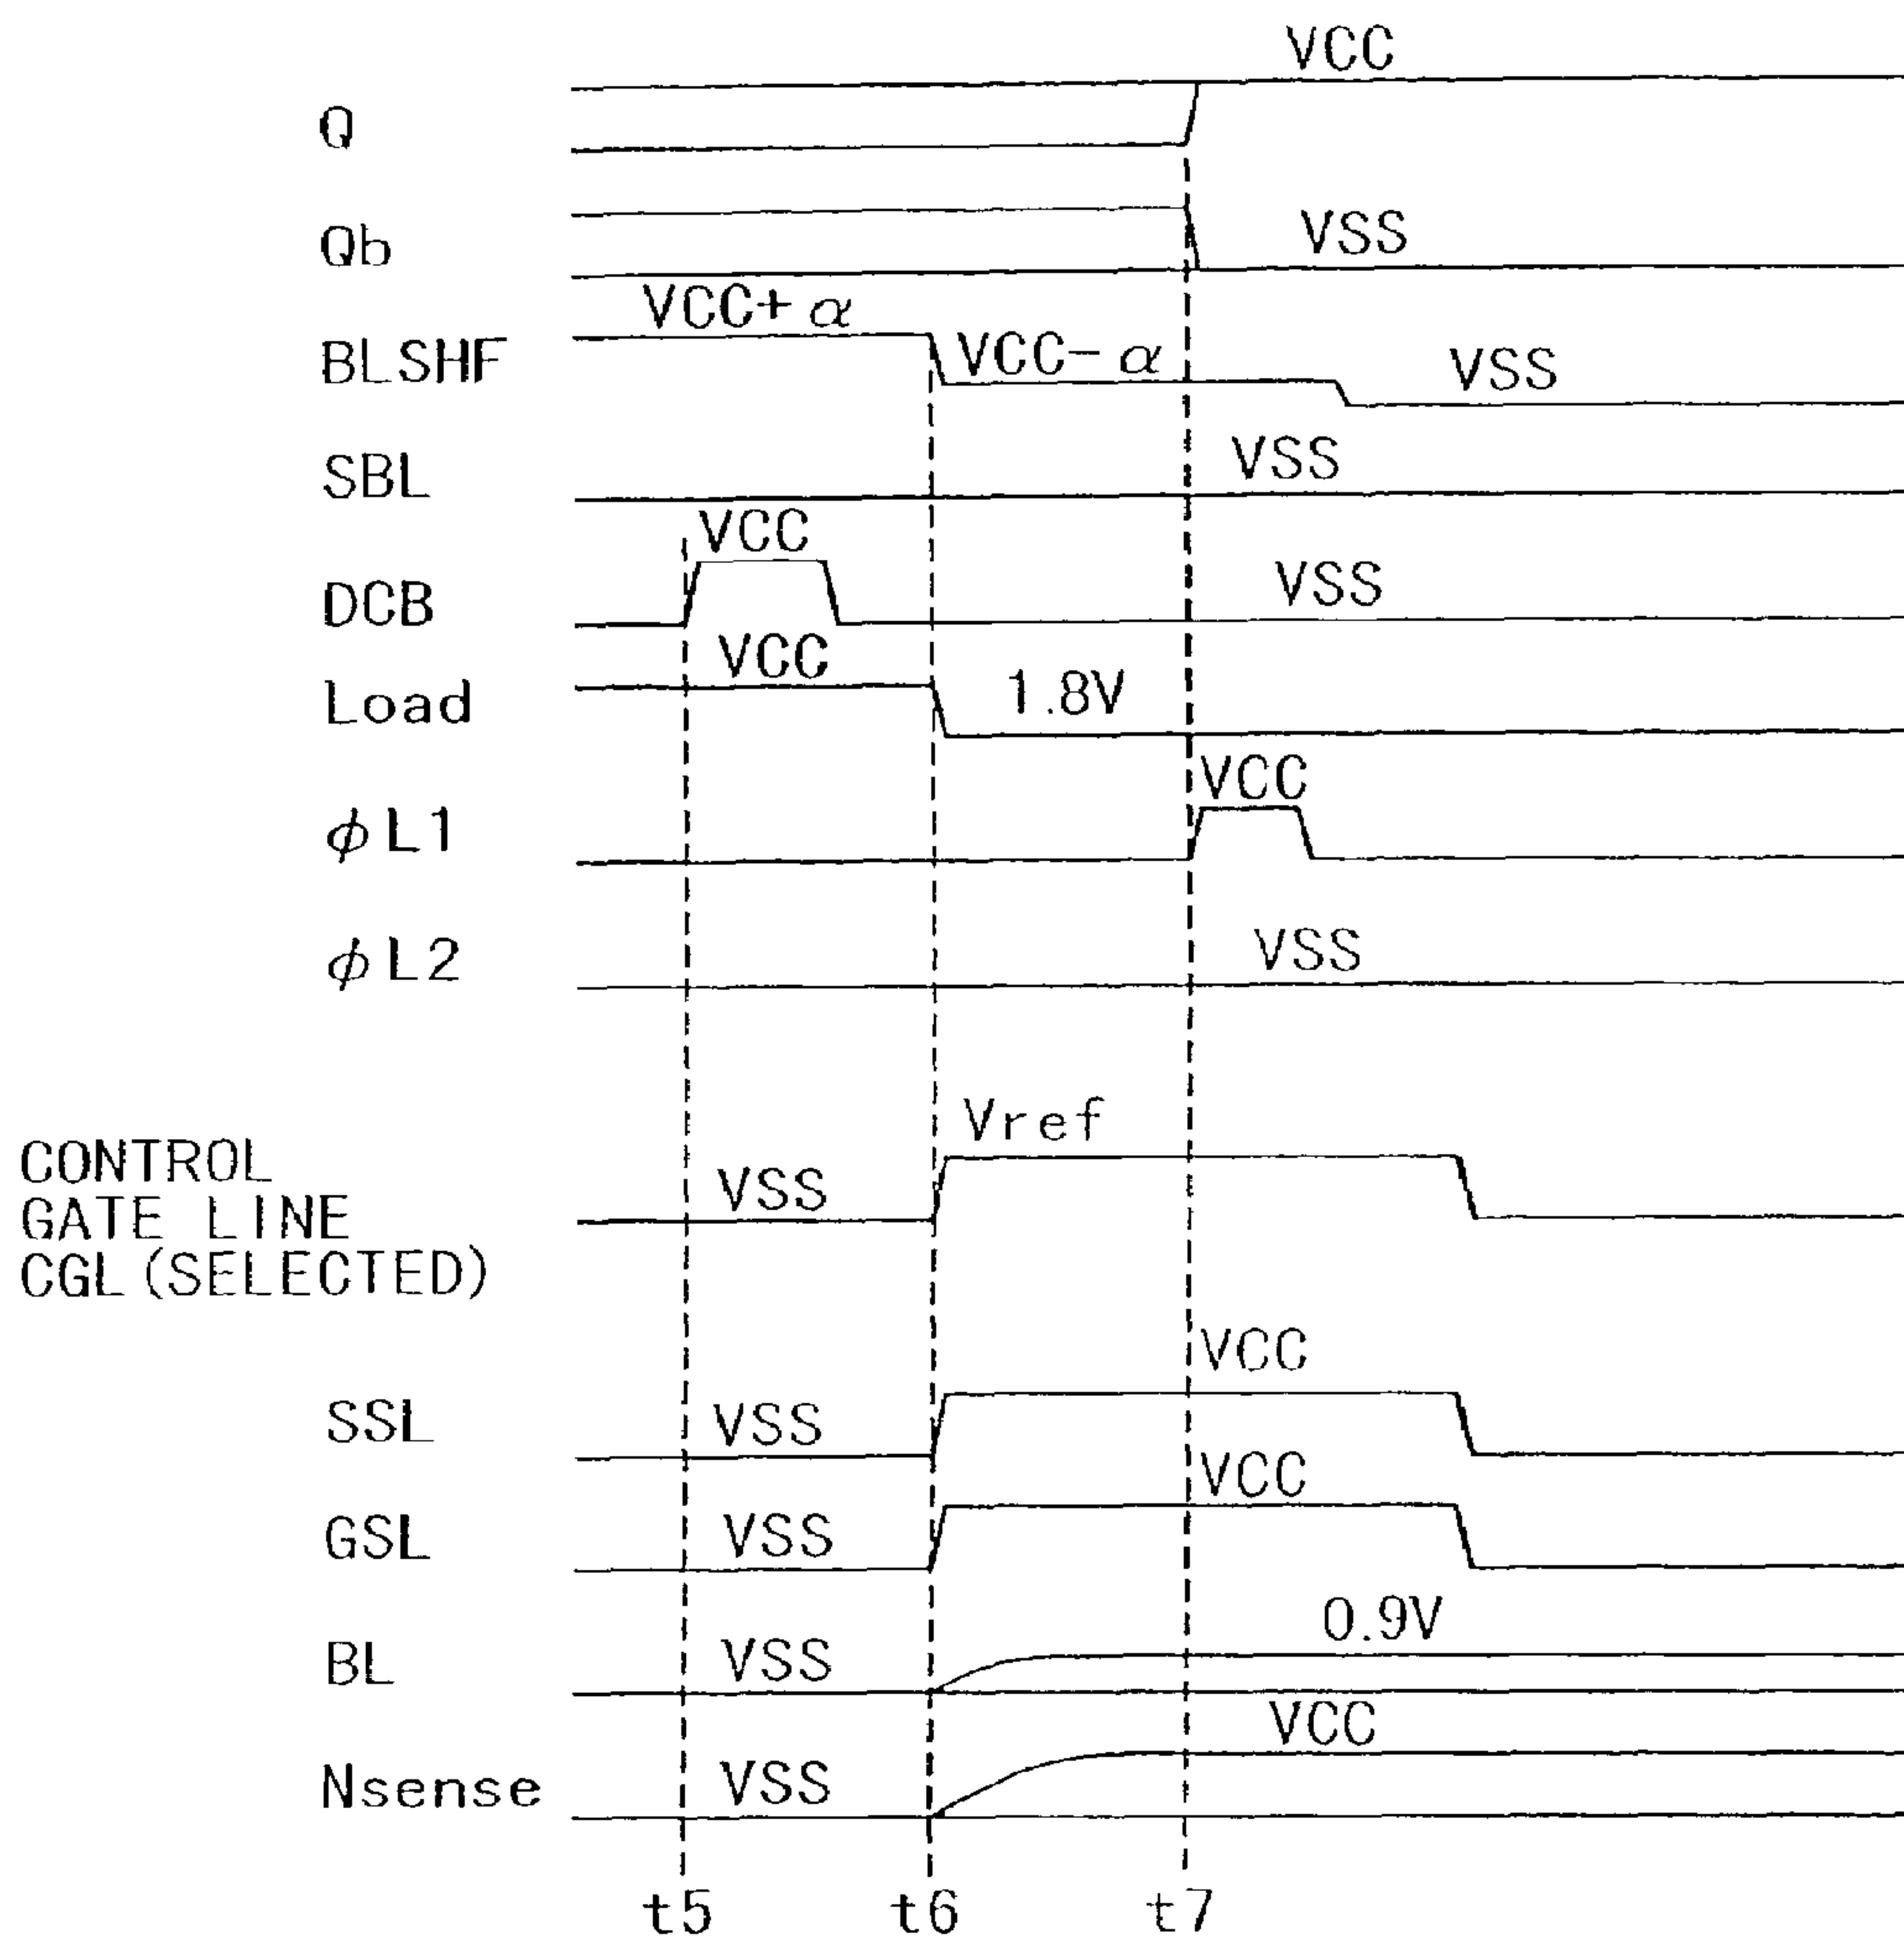 VCC
Q
Qb VSS
VCC+α
BLSHF VCC-α VSS
SBL VSS
VCC
DCB VSS
VCC
Load 1.8V
VCC
φL1
φL2 VSS
Vref
CONTROL
GATE LINE VSS
CGL(SELECTED)
VCC
SSL VSS
VCC
GSL VSS
0.9V
BL VSS
VCC
Nsense VSS
t5 t6 t7